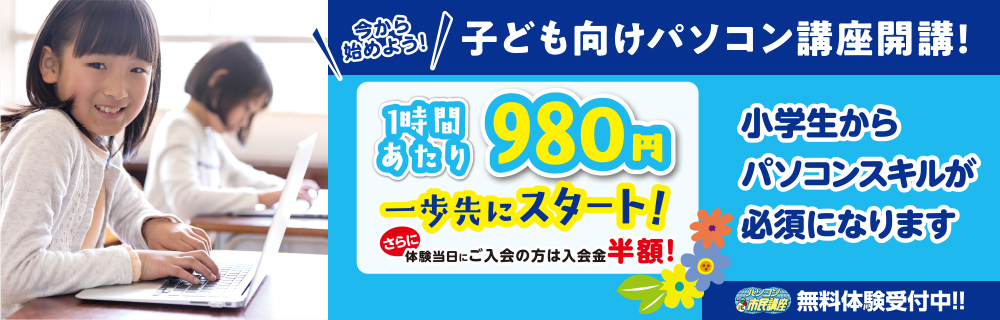 今から
始めよう!
子ども向けパソコン講座開講!
1時間
あたり
980円
一歩先にスタート!
さらに
体験当日にご入会の方は入会金半額!
小学生から
パソコンスキルが
必須になります
パソコン
市民講座
無料体験受付中!!